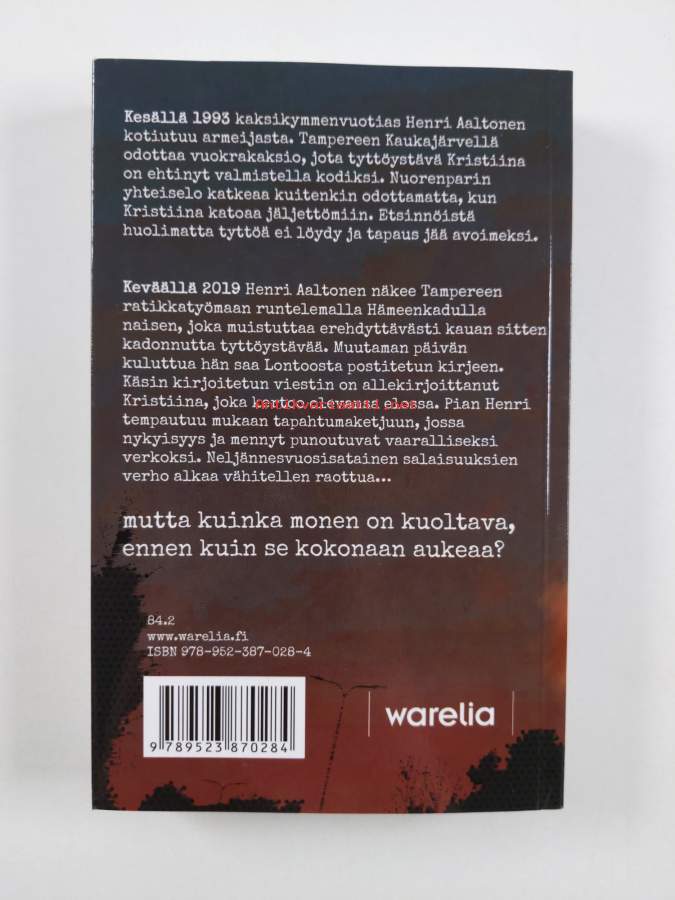 Kesällä 1993 kaksikymmenvuotias Henri Aaltonen
kotiutuu armeijasta. Tampereen Kaukajärvellä
odottaa vuokrakaksio, jota tyttöystävä Kristiina
on ehtinyt valmistella kodiksi. Nuorenparin
yhteiselo katkeaa kuitenkin odottamatta, kun
Kristiina katoaa jäljettömiin. Etsinnöistä
huolimatta tyttöä ei löydy ja tapaus jää avoimeksi.
Keväällä 2019 Henri Aaltonen näkee Tampereen
ratikkatyömaan runtelemalla Hämeenkadulla
naisen, joka muistuttaa erehdyttävästi kauan sitten
kadonnutta tyttöystävää. Muutaman päivän
kuluttua hän saa Lontoosta postitetun kirjeen.
Käsin kirjoitetun viestin on allekirjoittanut
Kristiina, joka kertoo olevansa elossa. Pian Henri
tempautuu mukaan tapahtumaketjuun, jossa
nykyisyys ja mennyt punoutuvat vaaralliseksi
verkoksi. Neljännesvuosisatainen salaisuuksien
verho alkaa vähitellen raottua...
mutta kuinka monen on kuoltava,
ennen kuin se kokonaan aukeaa?
84.2
www.warelia.fi
ISBN 978-952-387-028-4
9 789523 870284
warelia